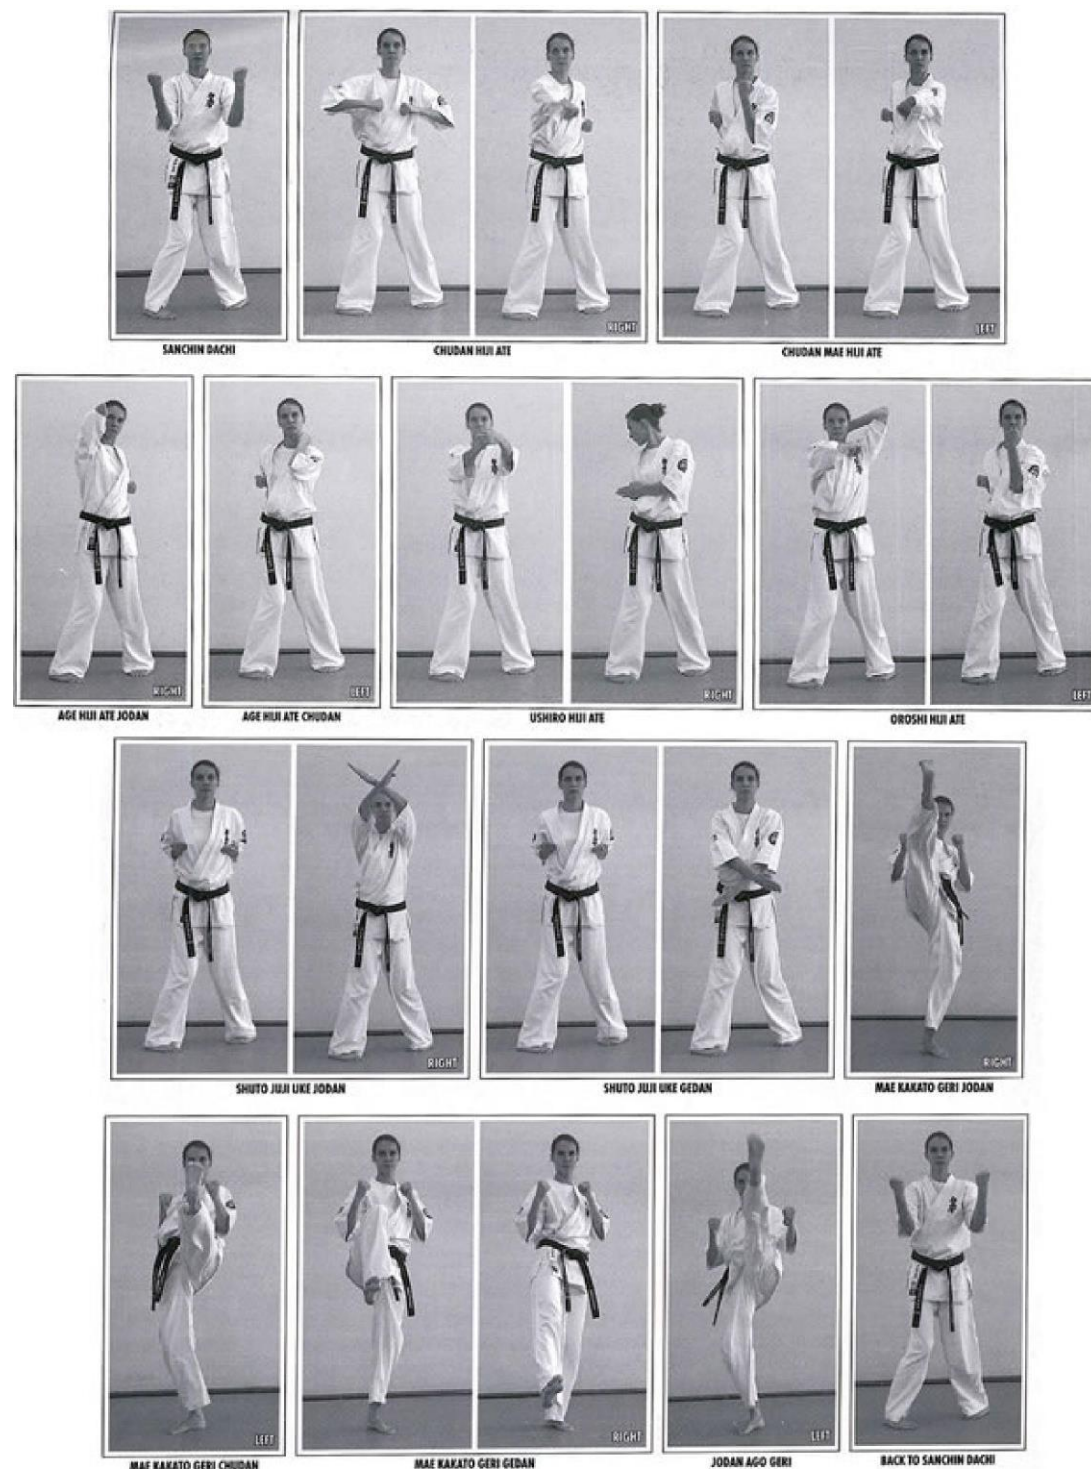 SANCHIN DACHI
RIGHT
CHUDAN HIJI ATE
LEFT
CHUDAN MAE HIJI ATE
RIGHT
AGE HIJI ATE JODAN
LEFT
AGE HIJI ATE CHUDAN
RIGHT
USHIRO HIJI ATE
LEFT
OROSHI HIJI ATE
RIGHT
SHUTO JUJI UKE JODAN
SHUTO JUJI UKE GEDAN
RIGHT
MAE KAKATO GERI JODAN
LEFT
MAE KAKATO GERI CHUDAN
RIGHT
MAE KAKATO GERI GEDAN
LEFT
JODAN AGO GERI
BACK TO SANCHIN DACHI